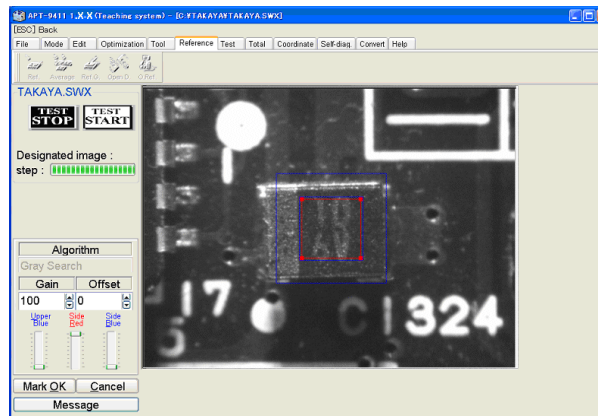 APT-9411 1.X-X (Teaching system) - [C:¥TAKAYA¥TAKAYA.SWX]
[ESC] Back
File Mode Edit Optimization Tool Reference Test Total Coordinate Self-diag. Convert Help
Ref. Average Ref.G. Open D. O.Ref.
TAKAYA.SWX
TEST STOP
TEST START
Designated image :
step :
Algorithm
Gray Search
Gain Offset
100 0
Upper Blue
Side Red
Side Blue
Mark OK Cancel
Message
17
C1324